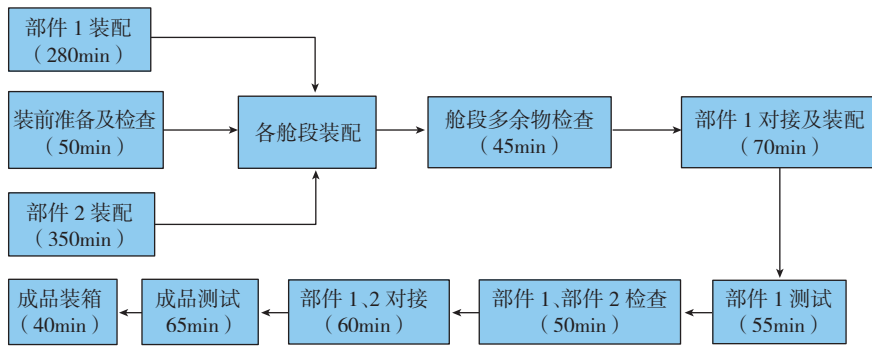 部件 1 装配
（280min）
装前准备及检查
（50min）
部件 2 装配
（350min）
各舱段装配
舱段多余物检查
（45min）
部件 1 对接及装配
（70min）
部件 1 测试
（55min）
部件 1、部件 2 检查
（50min）
部件 1、2 对接
（60min）
成品测试
65min）
成品装箱
（40min）